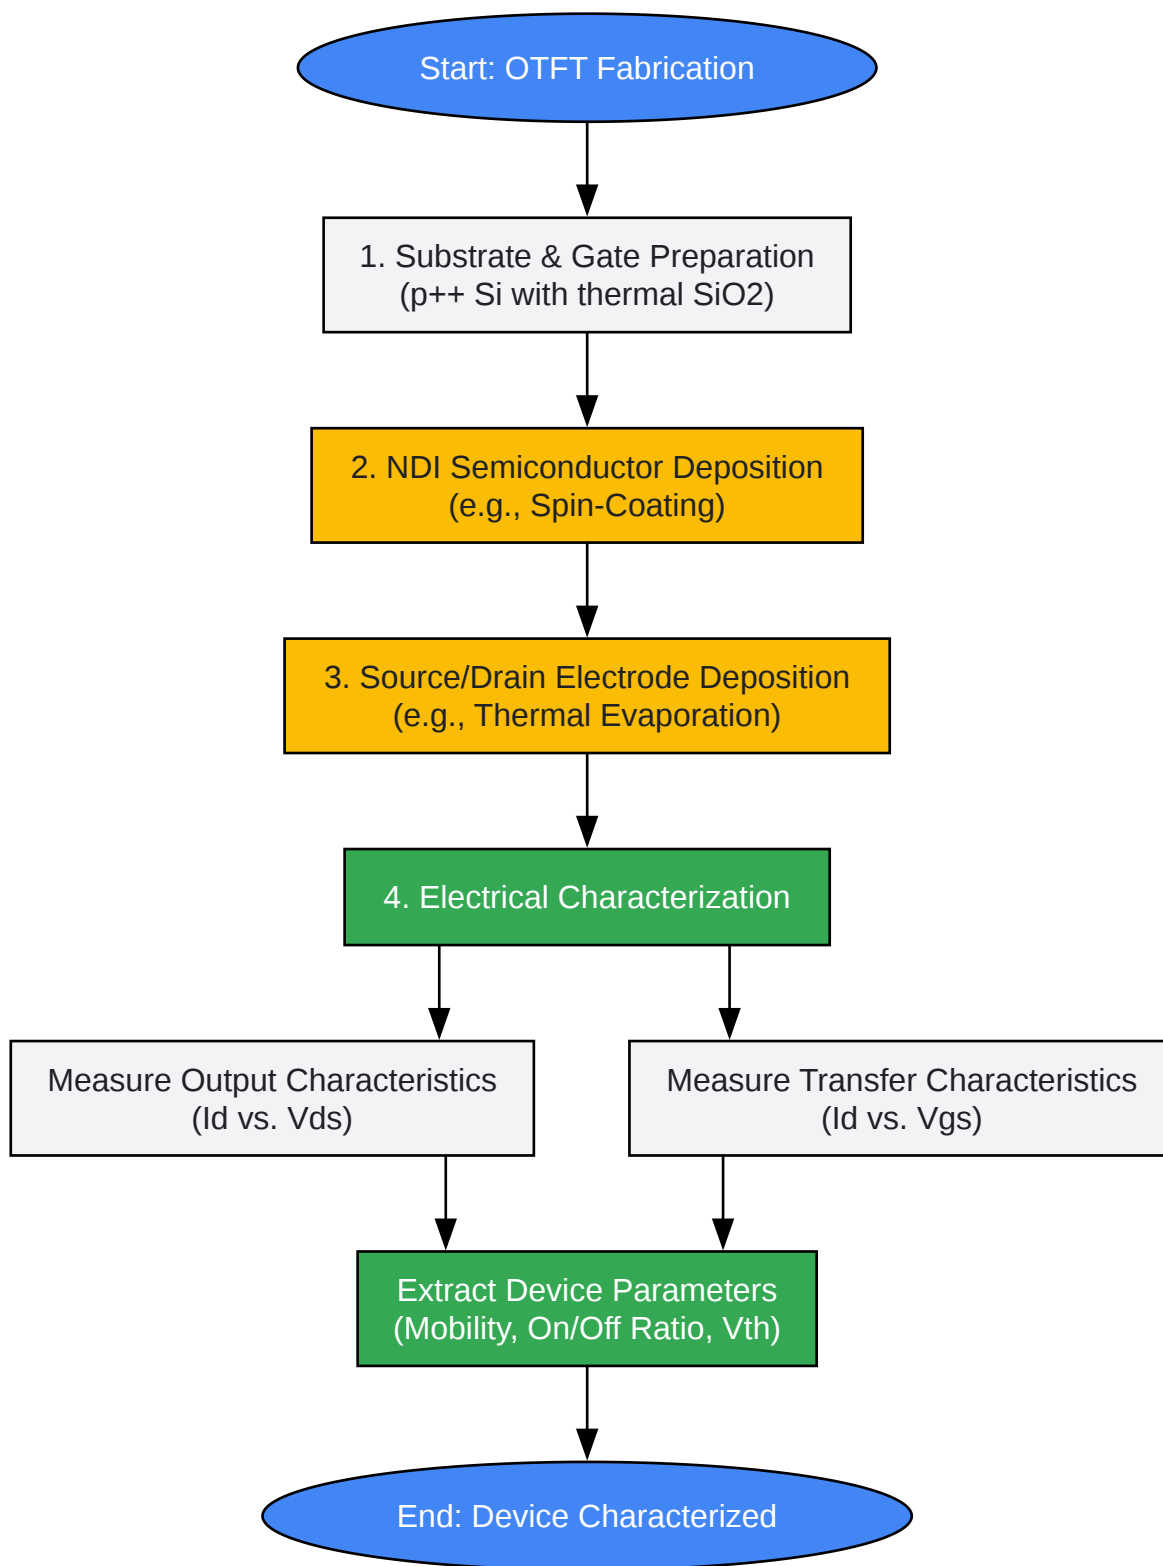 Start: OTFT Fabrication
1. Substrate & Gate Preparation
(p++ Si with thermal SiO2)
2. NDI Semiconductor Deposition
(e.g., Spin-Coating)
3. Source/Drain Electrode Deposition
(e.g., Thermal Evaporation)
4. Electrical Characterization
Measure Output Characteristics
(Id vs. Vds)
Measure Transfer Characteristics
(Id vs. Vgs)
Extract Device Parameters
(Mobility, On/Off Ratio, Vth)
End: Device Characterized